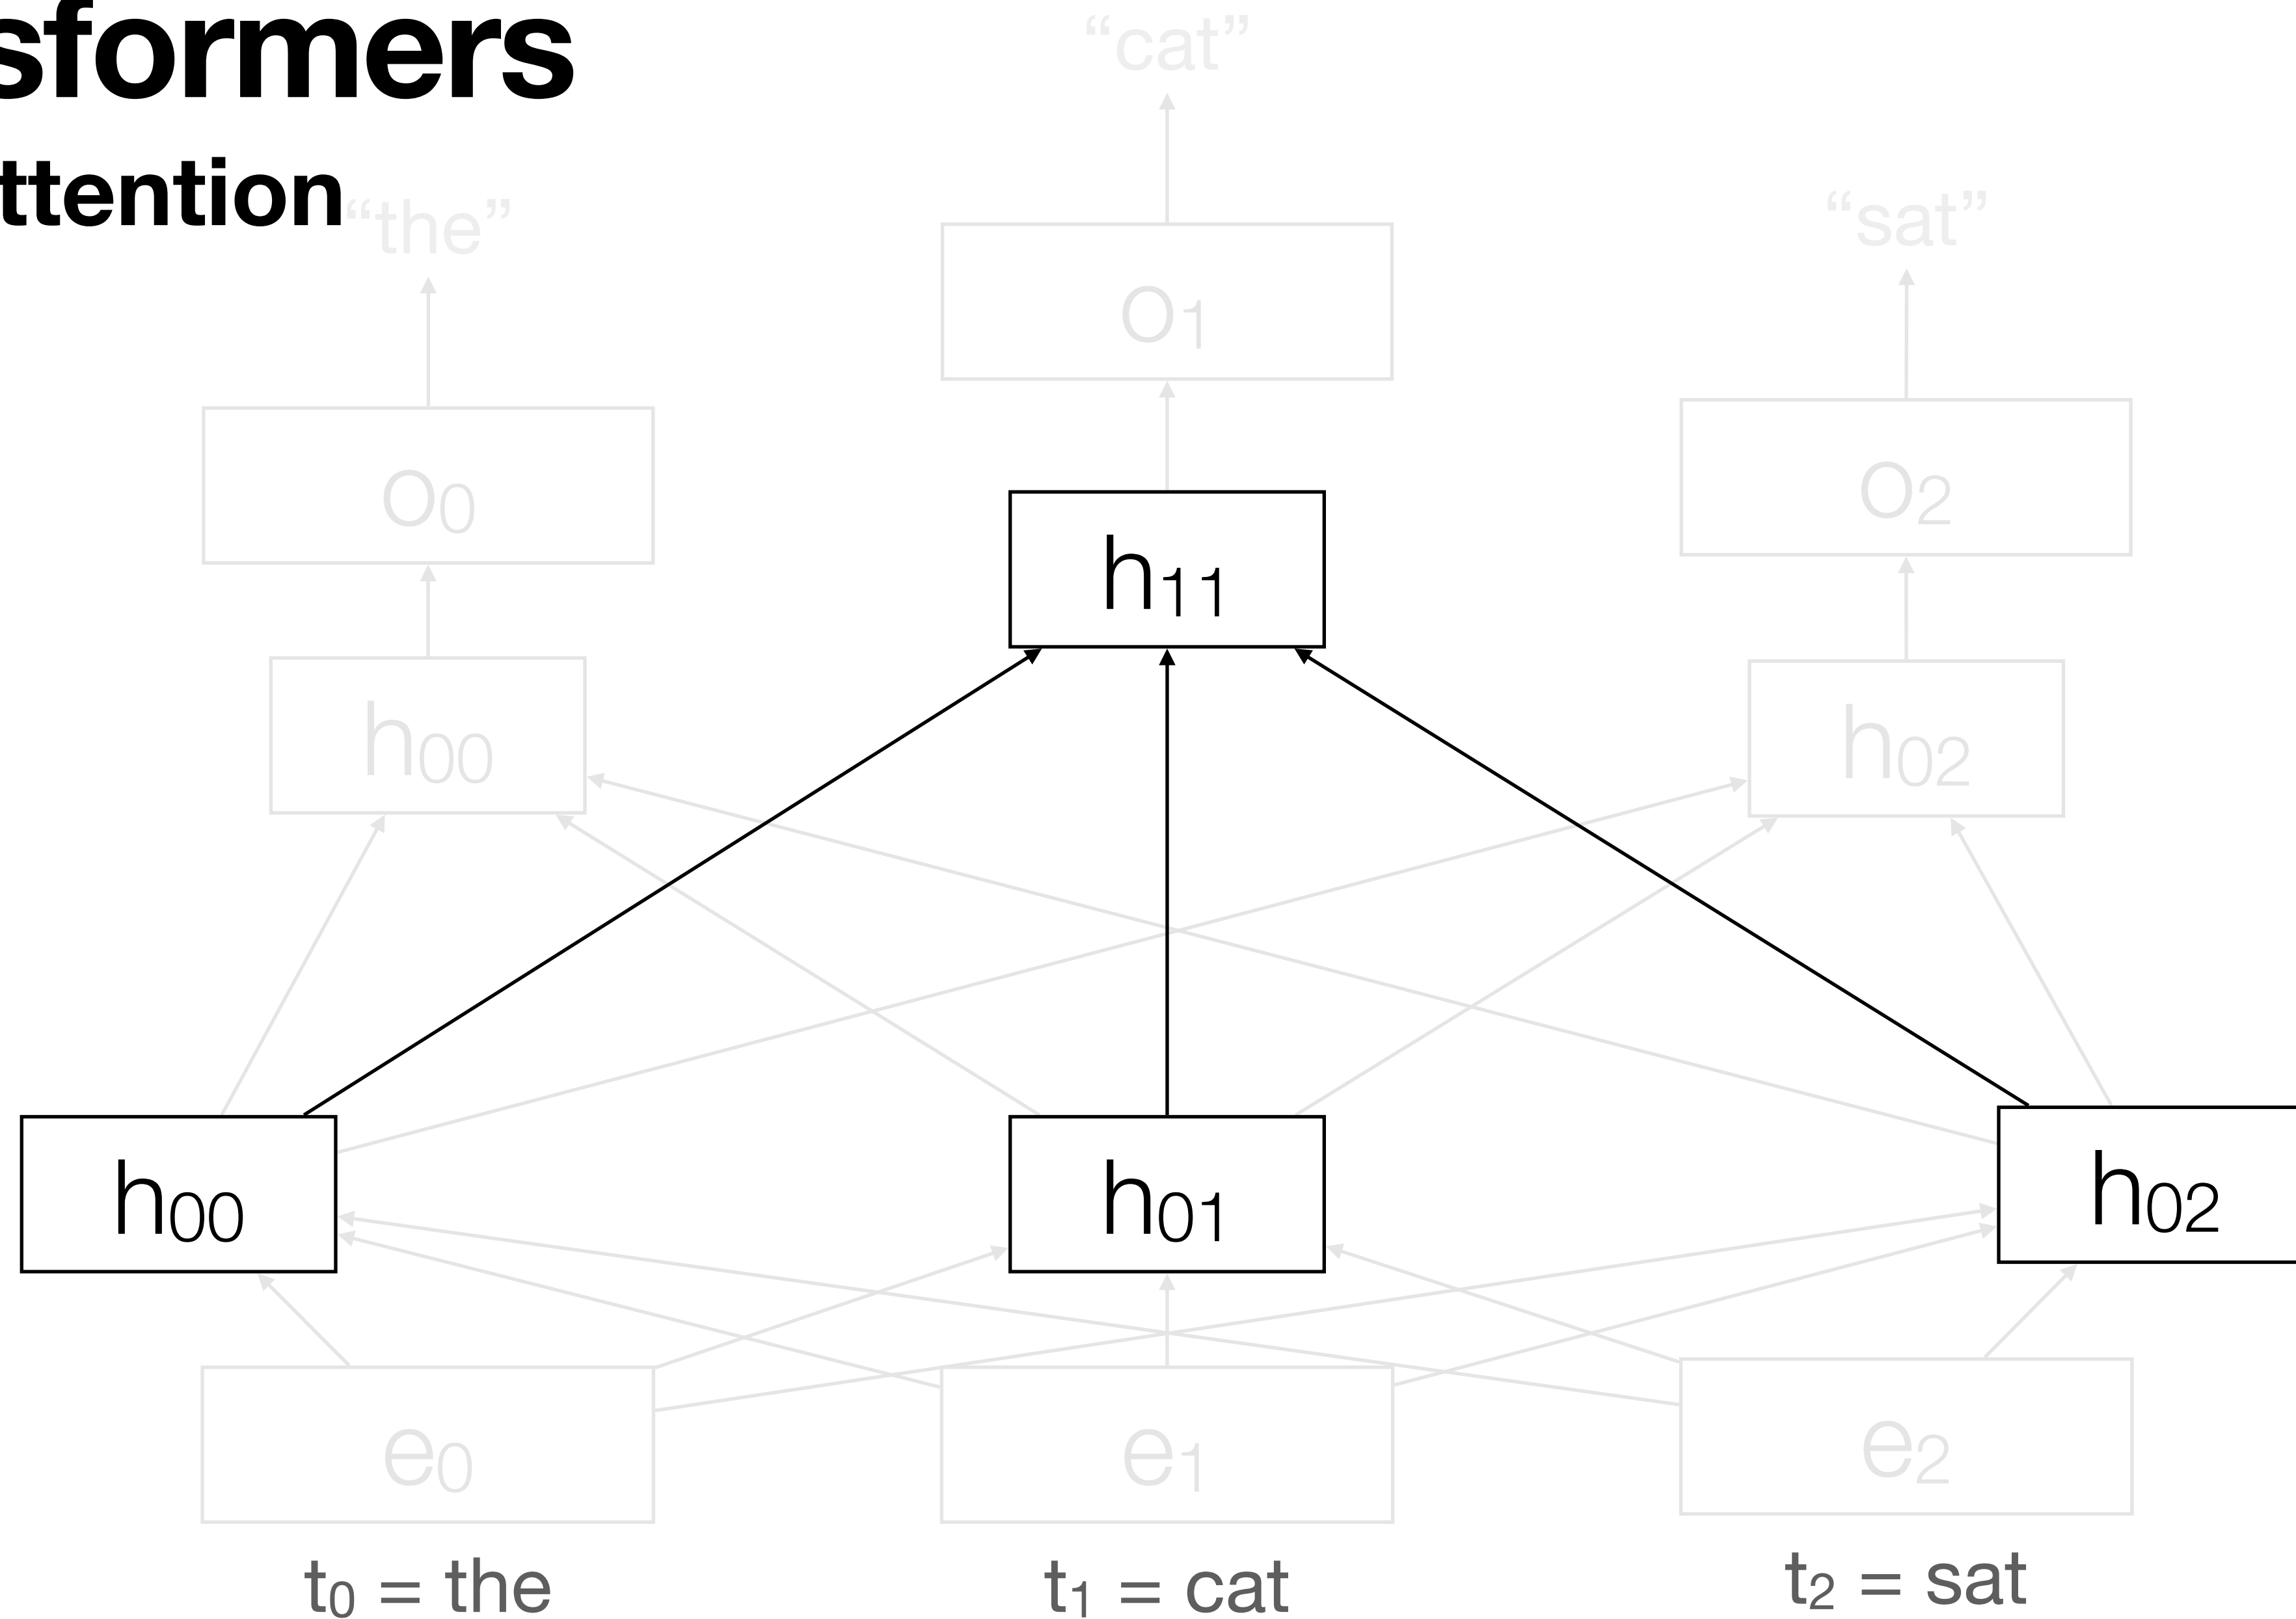 sformers
ttention
“cat”
“the”
“sat”
o1
o0
o2
h11
h00
h02
h00
h01
h02
e0
e1
e2
t0 = the
t1 = cat
t2 = sat